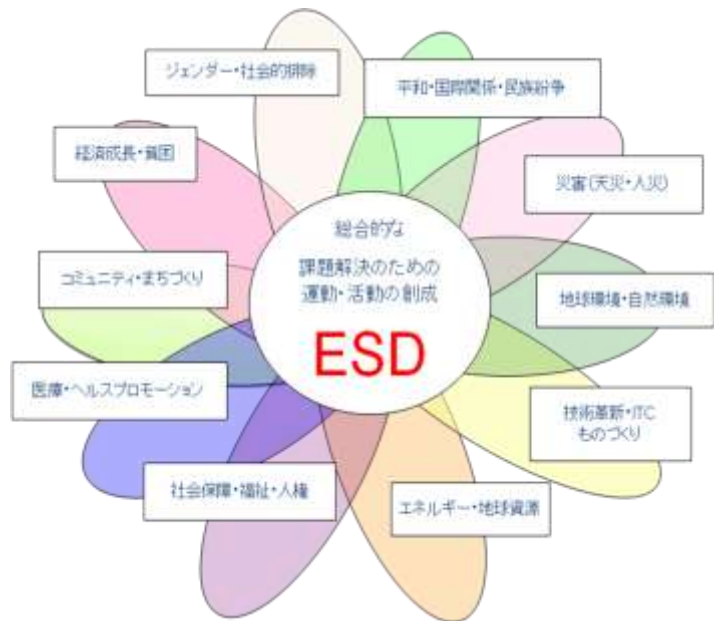 ジェンダー・社会的排除
平和・国際関係・民族紛争
経済成長・貧困
災害(天災・人災)
総合的な
課題解決のための
運動・活動の創成
ESD
コミュニティ・まちづくり
地球環境・自然環境
医療・ヘルスプロモーション
技術革新・ITC
ものづくり
社会保障・福祉・人権
エネルギー・地球資源